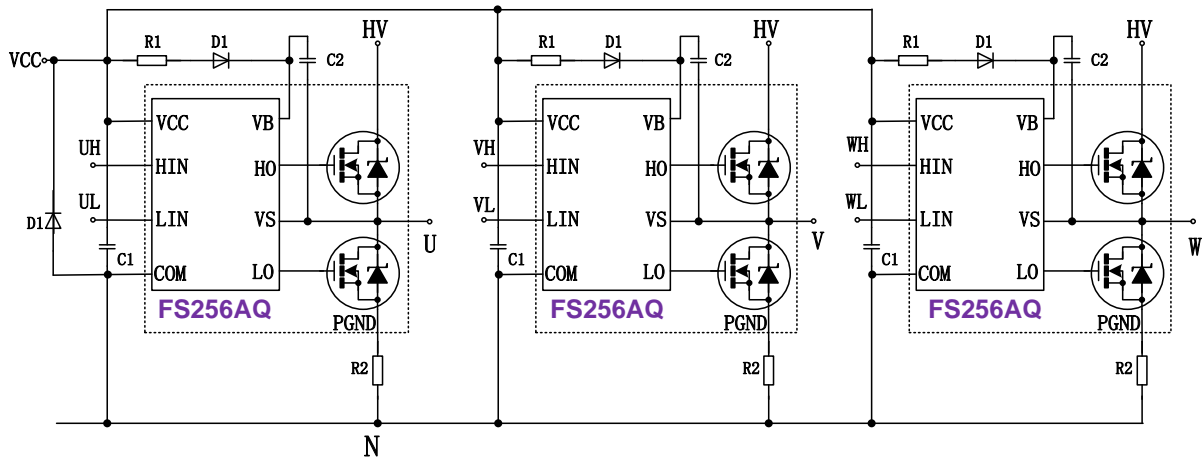 HV
HV
HV
R1
D1
C2
R1
D1
C2
R1
D1
C2
VCC
VCC
VB
VCC
VB
VCC
VB
UH
HIN
HO
VH
HIN
HO
WH
HIN
HO
UL
LIN
VS
VL
LIN
VS
WL
LIN
VS
D1
U
V
W
C1
C1
C1
COM
LO
COM
LO
COM
LO
FS256AQ
FS256AQ
FS256AQ
PGND
PGND
PGND
R2
R2
R2
N